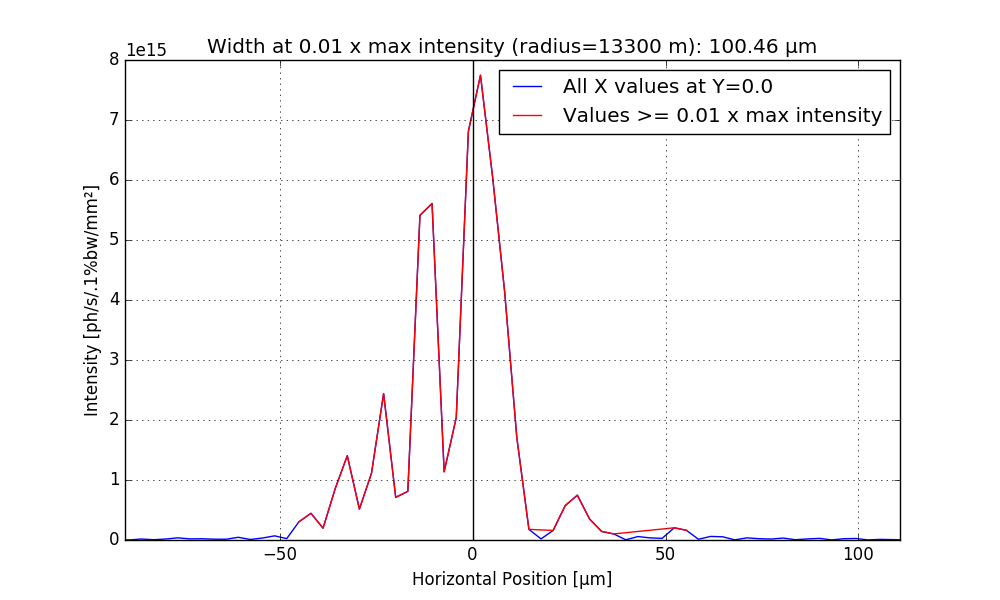 Width at 0.01 x max intensity (radius=13300 m): 100.46 µm
1e15
All X values at Y=0.0
Values >= 0.01 x max intensity
8
7
6
5
4
3
2
1
0
Intensity [ph/s/.1%bw/mm²]
−50 0 50 100
Horizontal Position [µm]